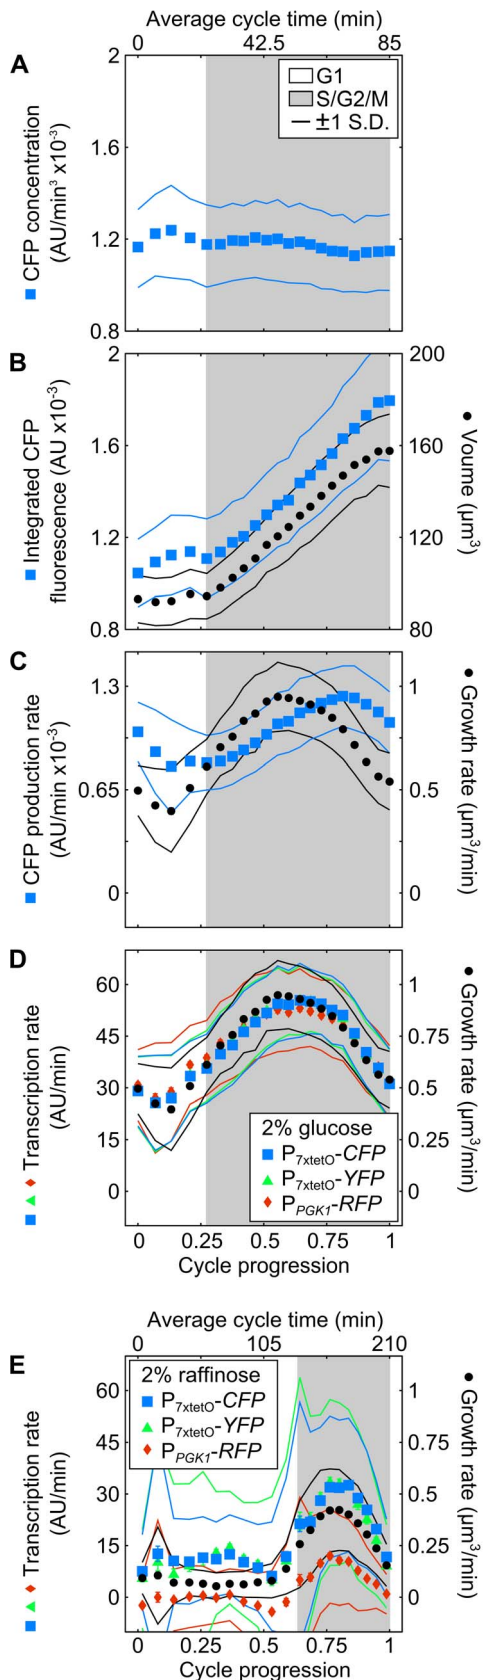 Average cycle time (min)
0 42.5 85
A
2
1.6
1.2
0.8
G1
S/G2/M
±1 S.D.
CFP concentration
(AU/min³ x10⁻³)
B
2
1.6
1.2
0.8
200
160
120
80
Integrated CFP
fluorescence (AU x10⁻³)
Volume (µm³)
C
1.3
0.65
0
1
0.5
0
CFP production rate
(AU/min x10⁻³)
Growth rate (µm³/min)
D
60
45
30
15
0
1
0.75
0.5
0.25
0
Transcription rate
(AU/min)
Growth rate (µm³/min)
2% glucose
P7xtetO-CFP
P7xtetO-YFP
PPGK1-RFP
0 0.25 0.5 0.75 1
Cycle progression
Average cycle time (min)
0 105 210
E
60
45
30
15
0
1
0.75
0.5
0.25
0
2% raffinose
P7xtetO-CFP
P7xtetO-YFP
PPGK1-RFP
Transcription rate
(AU/min)
Growth rate (µm³/min)
0 0.25 0.5 0.75 1
Cycle progression